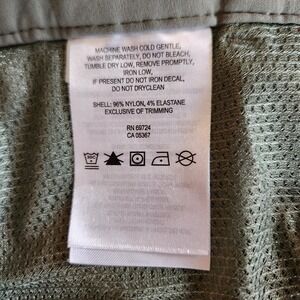 MACHINE WASH COLD GENTLE,
WASH SEPARATELY, DO NOT BLEACH,
TUMBLE DRY LOW, REMOVE PROMPTLY,
IRON LOW,
IF PRESENT DO NOT IRON DECAL,
DO NOT DRYCLEAN
SHELL: 96% NYLON, 4% ELASTANE
EXCLUSIVE OF TRIMMING
RN 69724
CA 05367